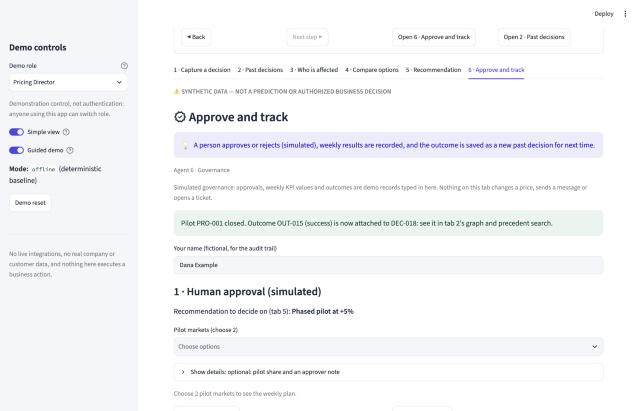 Deploy
Demo controls
Demo role
Pricing Director
Demonstration control, not authentication:
anyone using this app can switch role.
Simple view
Guided demo
Mode: offline (deterministic
baseline)
Demo reset
No live integrations, no real company or
customer data, and nothing here executes a
business action.
◂ Back
Next step ▸
Open 6 · Approve and track
Open 2 · Past decisions
1 · Capture a decision
2 · Past decisions
3 · Who is affected
4 · Compare options
5 · Recommendation
6 · Approve and track
⚠️ SYNTHETIC DATA — NOT A PREDICTION OR AUTHORIZED BUSINESS DECISION
Approve and track
A person approves or rejects (simulated), weekly results are recorded, and the outcome is saved as a new past decision for next time.
Agent 6 · Governance
Simulated governance: approvals, weekly KPI values and outcomes are demo records typed in here. Nothing on this tab changes a price, sends a message or
opens a ticket.
Pilot PRO-001 closed. Outcome OUT-015 (success) is now attached to DEC-018: see it in tab 2's graph and precedent search.
Your name (fictional, for the audit trail)
Dana Example
1 · Human approval (simulated)
Recommendation to decide on (tab 5): Phased pilot at +5%
Pilot markets (choose 2)
Choose options
Show details: optional: pilot share and an approver note
Choose 2 pilot markets to see the weekly plan.